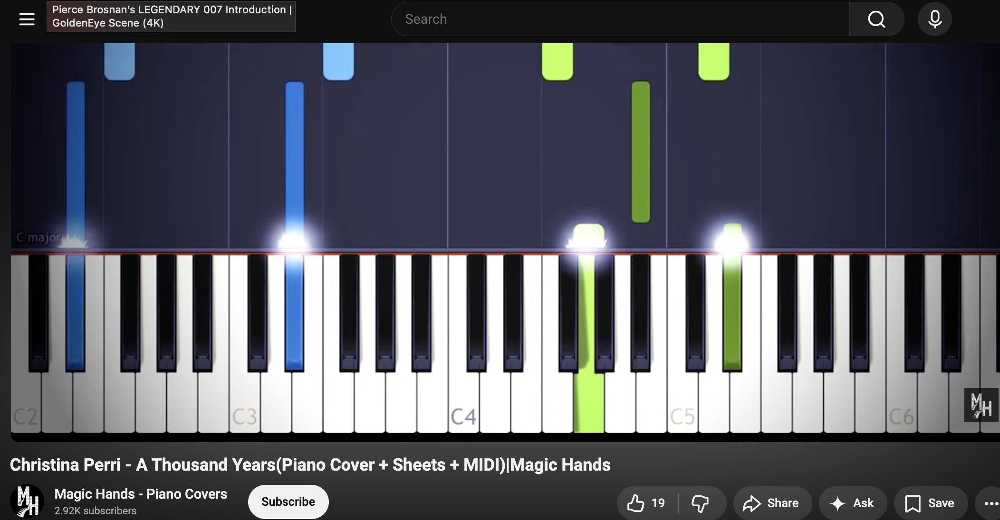 Pierce Brosnan's LEGENDARY 007 Introduction |
GoldenEye Scene (4K)
Search
C major
C2
C3
C4
C5
C6
MH
Christina Perri - A Thousand Years(Piano Cover + Sheets + MIDI)|Magic Hands
MH
Magic Hands - Piano Covers
2.92K subscribers
Subscribe
19
Share
Ask
Save